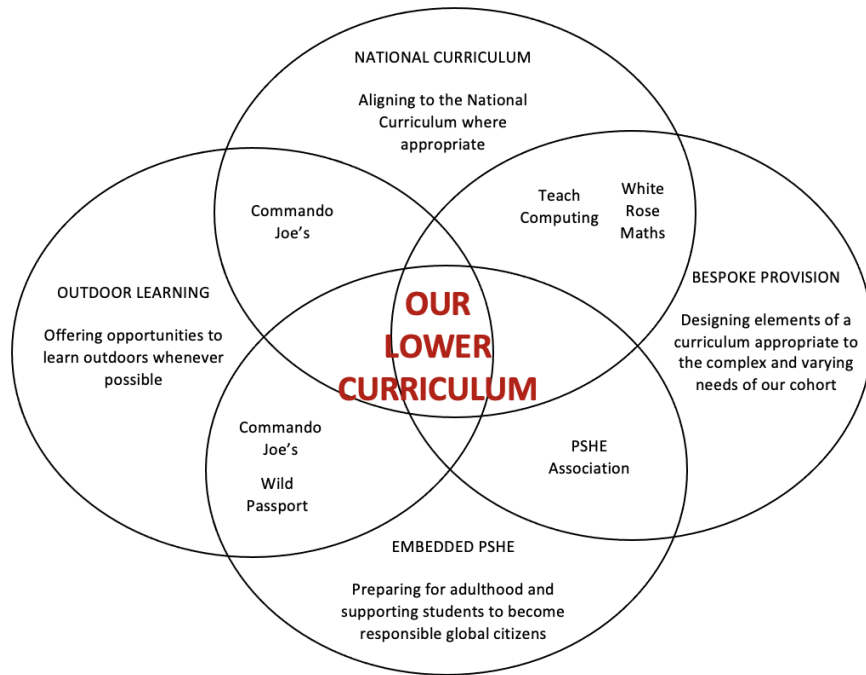 NATIONAL CURRICULUM
Aligning to the National
Curriculum where
appropriate
Commando
Joe's
Teach
Computing
White
Rose
Maths
OUTDOOR LEARNING
Offering opportunities to
learn outdoors whenever
possible
OUR
LOWER
CURRICULUM
BESPOKE PROVISION
Designing elements of a
curriculum appropriate to
the complex and varying
needs of our cohort
Commando
Joe's
Wild
Passport
PSHE
Association
EMBEDDED PSHE
Preparing for adulthood and
supporting students to become
responsible global citizens